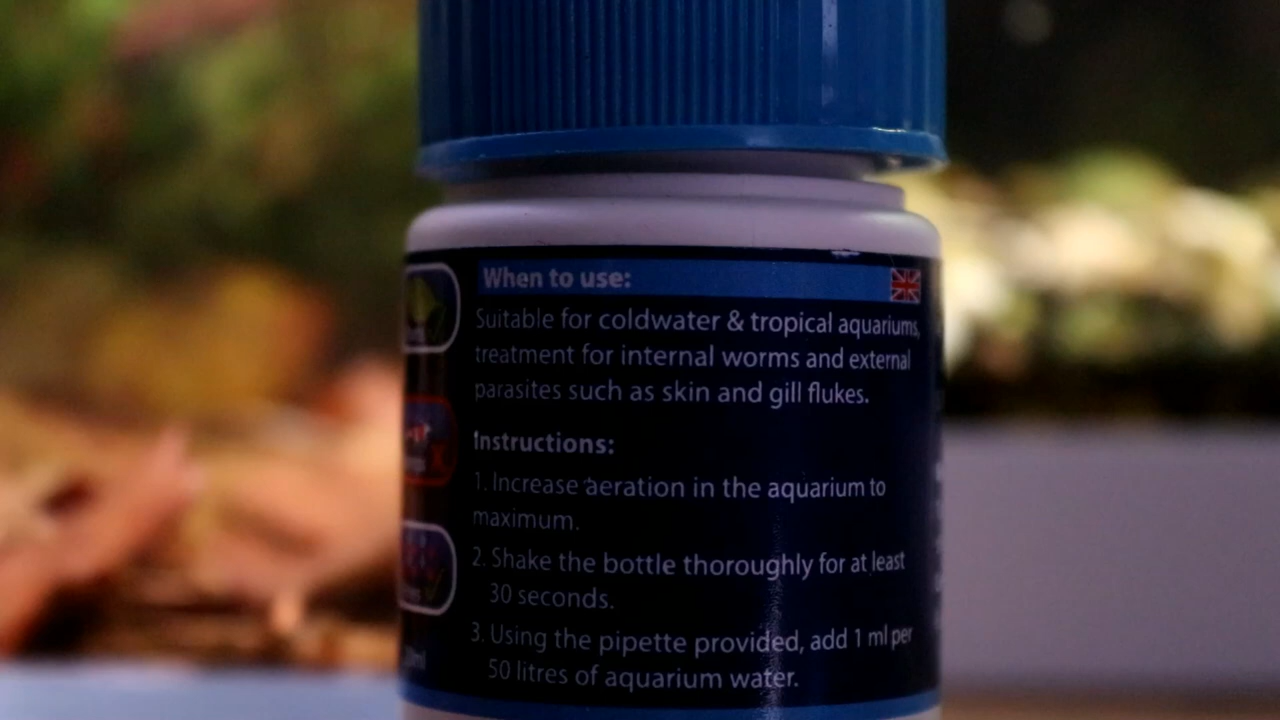 When to use:
Suitable for coldwater & tropical aquariums,
treatment for internal worms and external
parasites such as skin and gill flukes.
Instructions:
1. Increase aeration in the aquarium to
maximum.
2. Shake the bottle thoroughly for at least
30 seconds.
3. Using the pipette provided, add 1 ml per
50 litres of aquarium water.